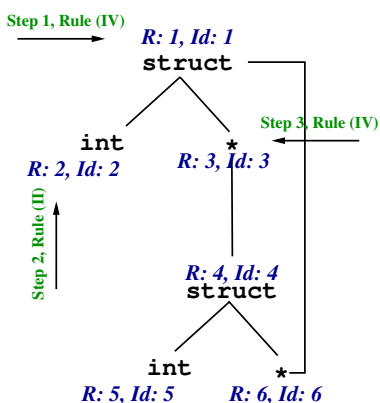 Step 1, Rule (IV)
R: 1, Id: 1
struct
Step 3, Rule (IV)
int
*
R: 2, Id: 2
R: 3, Id: 3
Step 2, Rule (II)
R: 4, Id: 4
struct
int
*
R: 5, Id: 5
R: 6, Id: 6